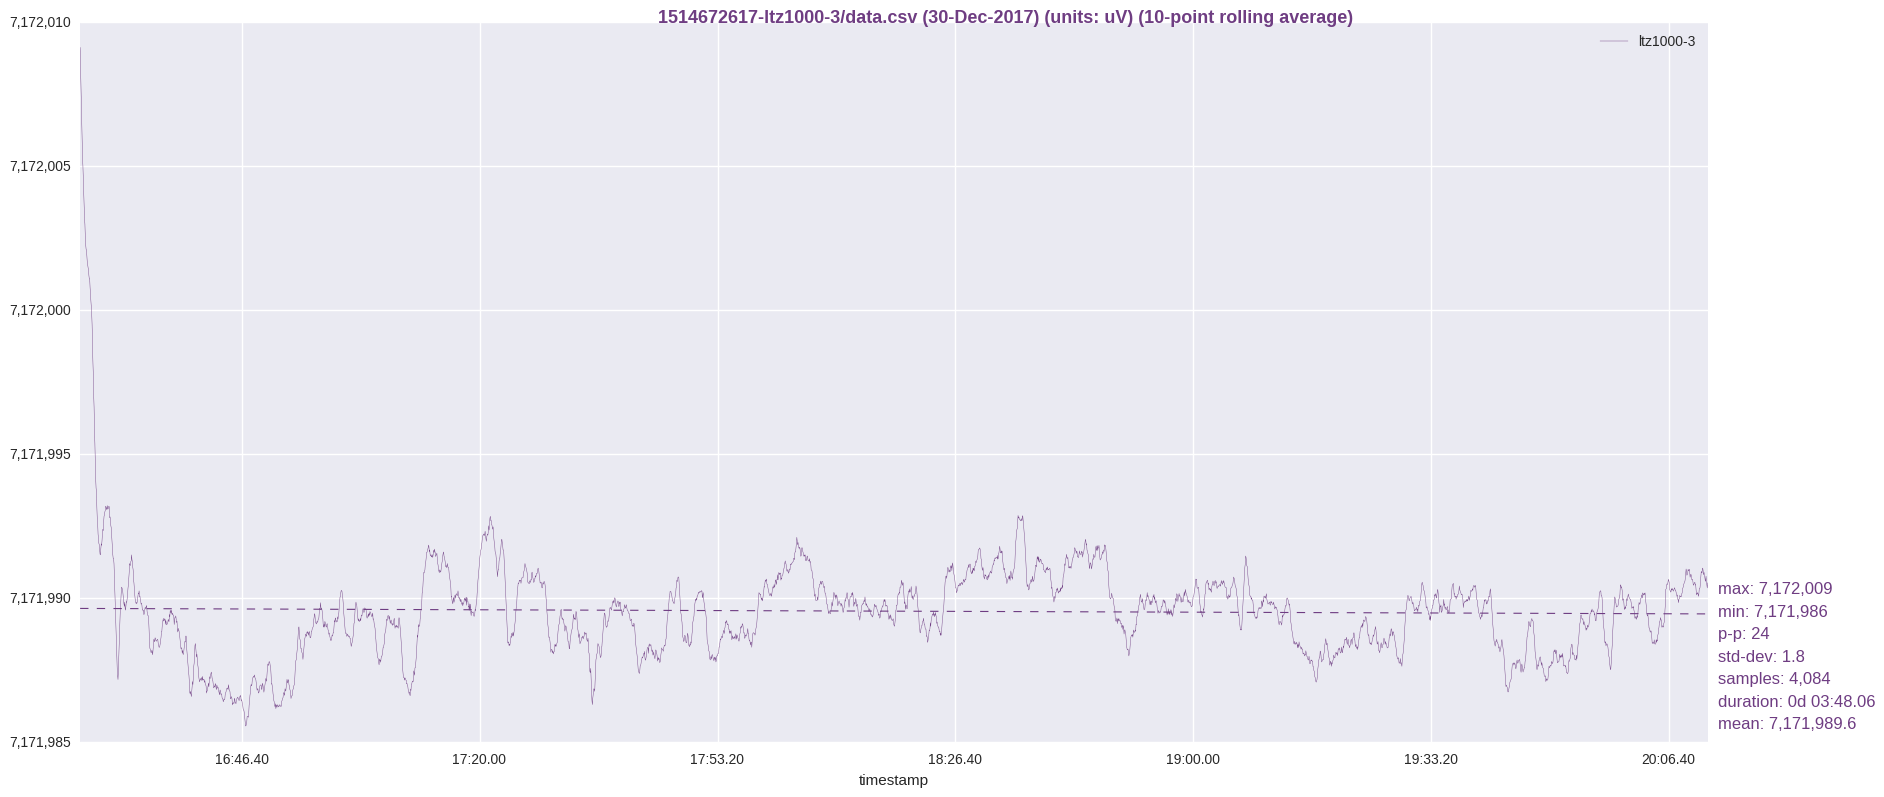 1514672617-ltz1000-3/data.csv (30-Dec-2017) (units: uV) (10-point rolling average)
ltz1000-3
7,172,010
7,172,005
7,172,000
7,171,995
7,171,990
7,171,985
max: 7,172,009
min: 7,171,986
p-p: 24
std-dev: 1.8
samples: 4,084
duration: 0d 03:48.06
mean: 7,171,989.6
16:46.40 17:20.00 17:53.20 18:26.40 19:00.00 19:33.20 20:06.40
timestamp